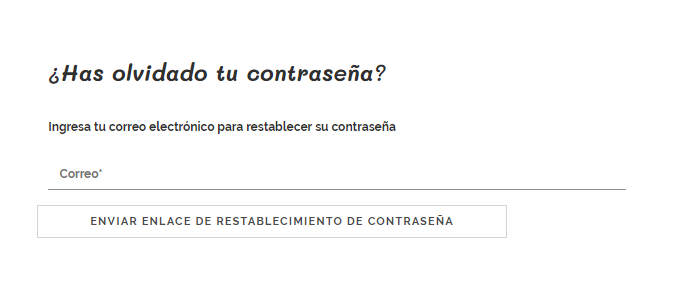 ¿Has olvidado tu contraseña?
Ingresa tu correo electrónico para restablecer su contraseña
Correo*
ENVIAR ENLACE DE RESTABLECIMIENTO DE CONTRASEÑA